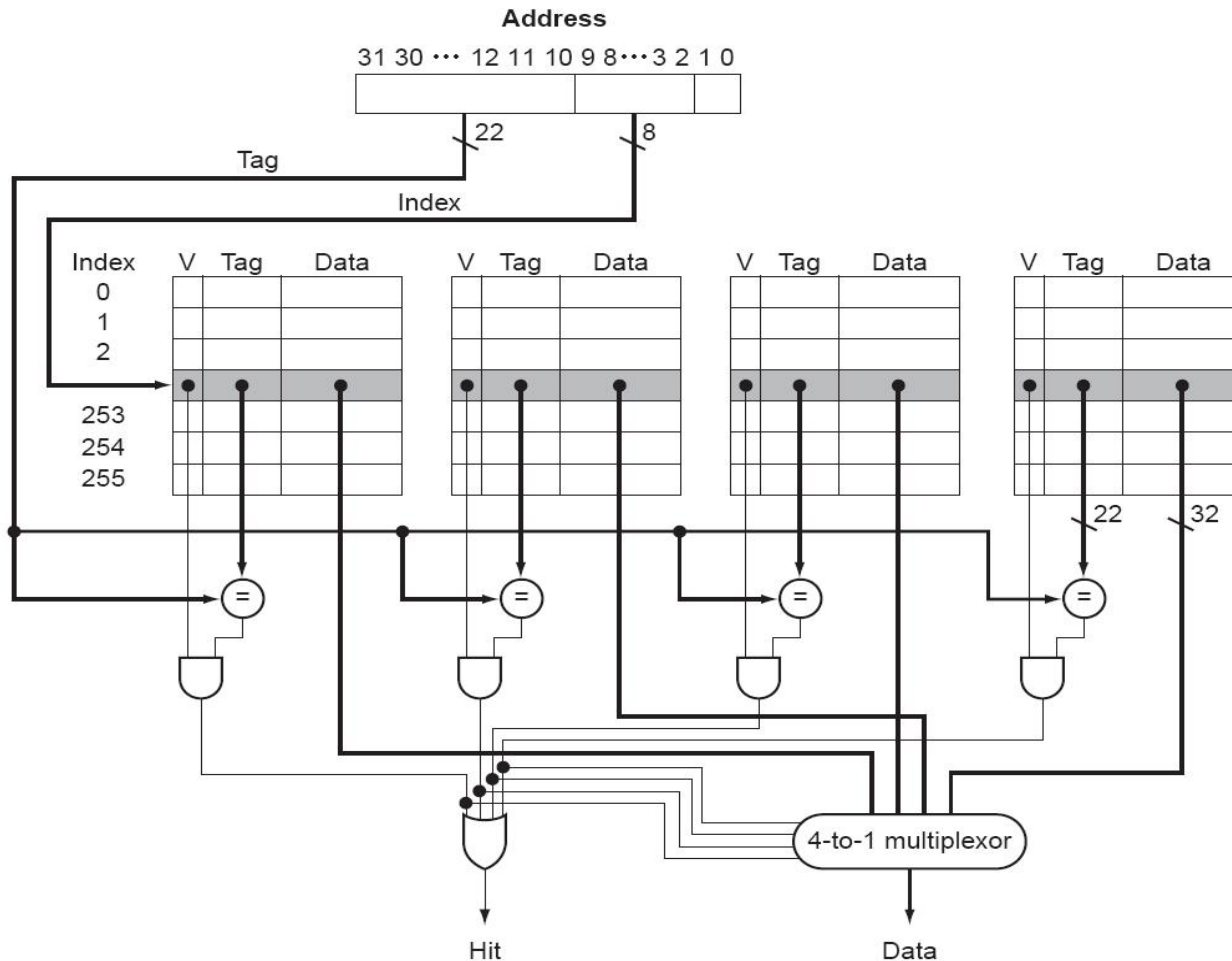 Address
31 30 ··· 12 11 10 9 8 ··· 3 2 1 0
22
8
Tag
Index
Index V Tag Data V Tag Data V Tag Data V Tag Data
0
1
2
253
254
255
22
32
= = = =
4-to-1 multiplexor
Hit
Data